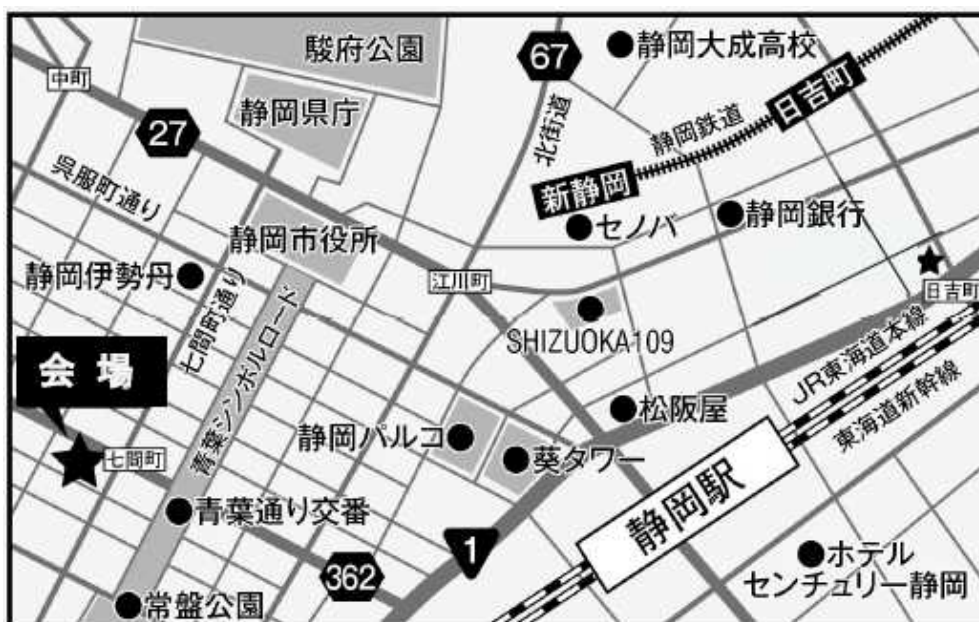 駿府公園
67
静岡大成高校
中町
静岡県庁
日吉町
27
北街道
静岡鉄道
呉服町通り
新静岡
セノバ
静岡銀行
静岡市役所
静岡伊勢丹
七間町通り
江川町
日吉町
青葉シンボルロード
SHIZUOKA109
会場
JR東海道本線
松阪屋
東海道新幹線
静岡パルコ
葵タワー
七間町
静岡駅
青葉通り交番
1
362
ホテル
センチュリー静岡
常盤公園